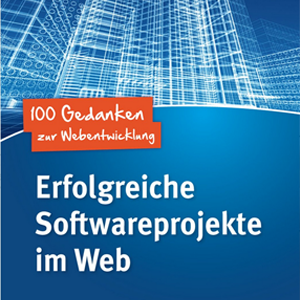 100 Gedanken
zur Webentwicklung
Erfolgreiche
Softwareprojekte
im Web